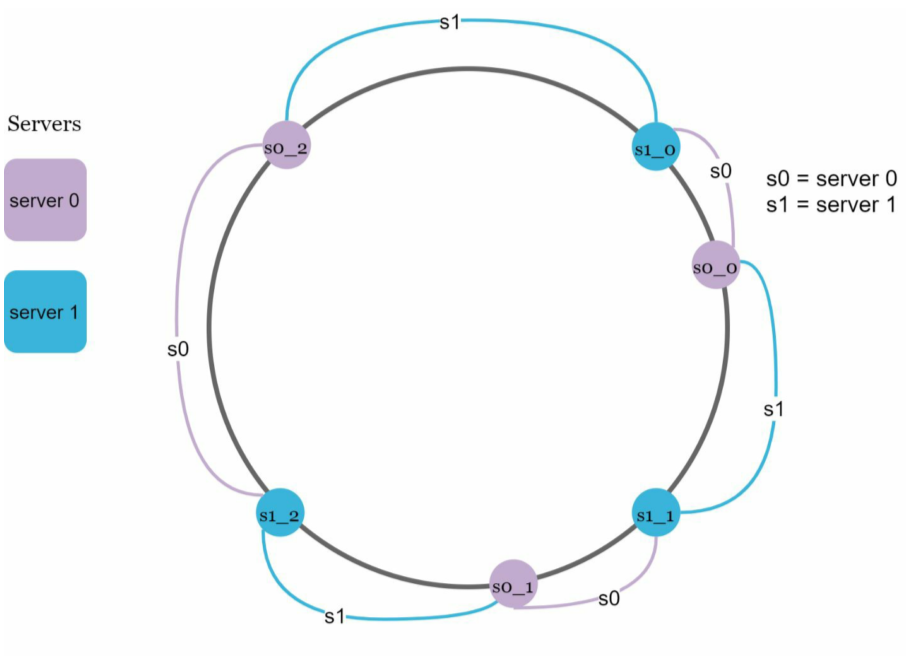 s1
Servers
s0_2
s1_0
s0
s0 = server 0
server 0
s1 = server 1
s0_0
server 1
s0
s1
s1_2
s1_1
s0_1
s0
s1